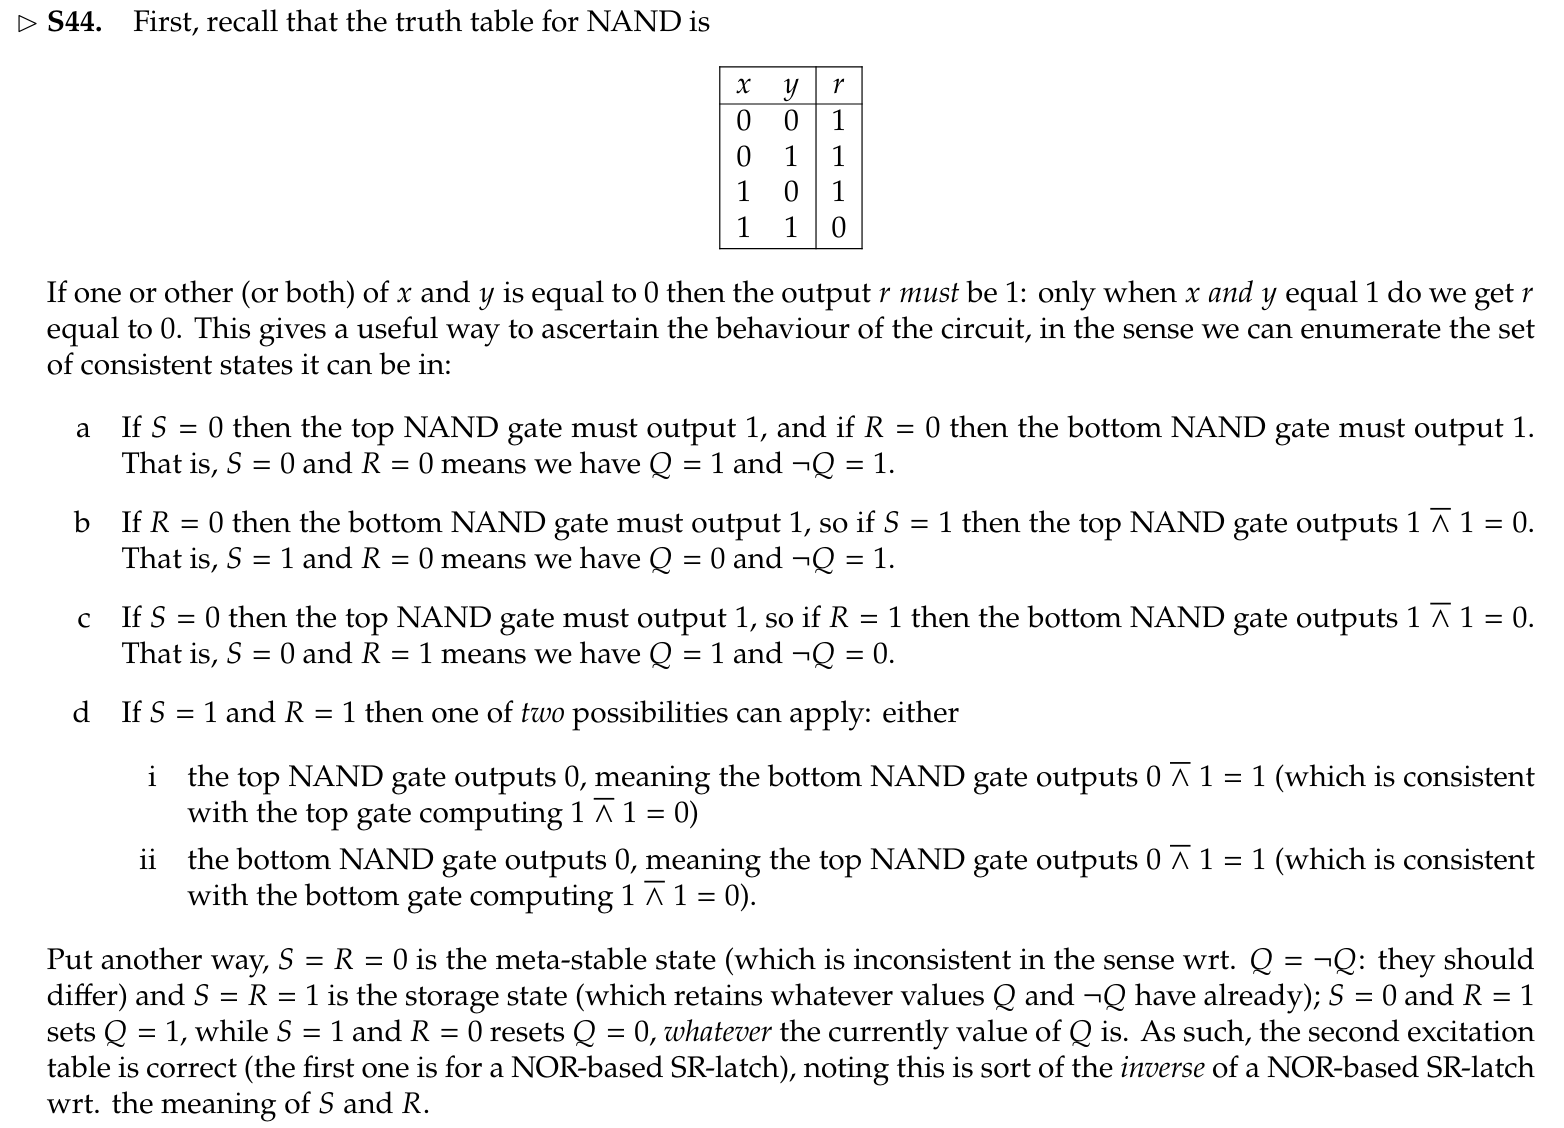 ▷ S44. First, recall that the truth table for NAND is
x y r
0 0 1
0 1 1
1 0 1
1 1 0
If one or other (or both) of x and y is equal to 0 then the output r must be 1: only when x and y equal 1 do we get r
equal to 0. This gives a useful way to ascertain the behaviour of the circuit, in the sense we can enumerate the set
of consistent states it can be in:
a If S = 0 then the top NAND gate must output 1, and if R = 0 then the bottom NAND gate must output 1.
That is, S = 0 and R = 0 means we have Q = 1 and ¬Q = 1.
b If R = 0 then the bottom NAND gate must output 1, so if S = 1 then the top NAND gate outputs 1 ⊼ 1 = 0.
That is, S = 1 and R = 0 means we have Q = 0 and ¬Q = 1.
c If S = 0 then the top NAND gate must output 1, so if R = 1 then the bottom NAND gate outputs 1 ⊼ 1 = 0.
That is, S = 0 and R = 1 means we have Q = 1 and ¬Q = 0.
d If S = 1 and R = 1 then one of two possibilities can apply: either
i the top NAND gate outputs 0, meaning the bottom NAND gate outputs 0 ⊼ 1 = 1 (which is consistent
with the top gate computing 1 ⊼ 1 = 0)
ii the bottom NAND gate outputs 0, meaning the top NAND gate outputs 0 ⊼ 1 = 1 (which is consistent
with the bottom gate computing 1 ⊼ 1 = 0).
Put another way, S = R = 0 is the meta-stable state (which is inconsistent in the sense wrt. Q = ¬Q: they should
differ) and S = R = 1 is the storage state (which retains whatever values Q and ¬Q have already); S = 0 and R = 1
sets Q = 1, while S = 1 and R = 0 resets Q = 0, whatever the currently value of Q is. As such, the second excitation
table is correct (the first one is for a NOR-based SR-latch), noting this is sort of the inverse of a NOR-based SR-latch
wrt. the meaning of S and R.